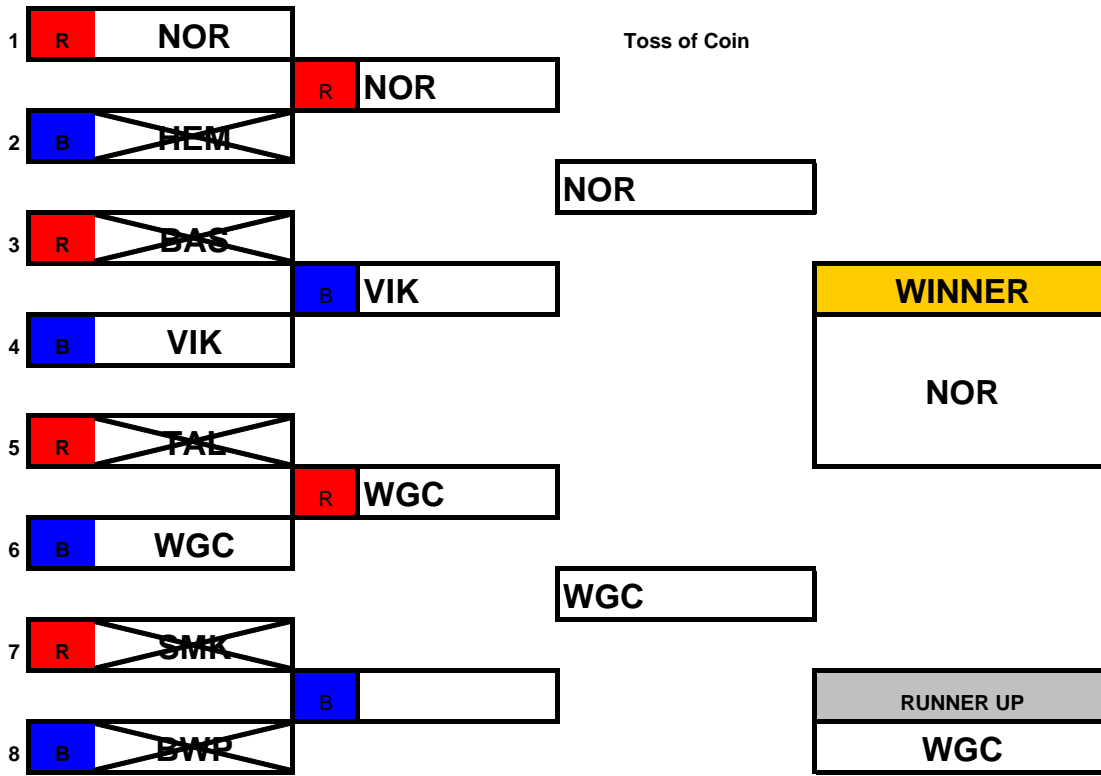 1 R NOR
Toss of Coin
R NOR
2 B HEM
NOR
3 R BAS
B VIK
WINNER
4 B VIK
NOR
5 R TAL
R WGC
6 B WGC
WGC
7 R SMK
B
RUNNER UP
8 B BWP
WGC